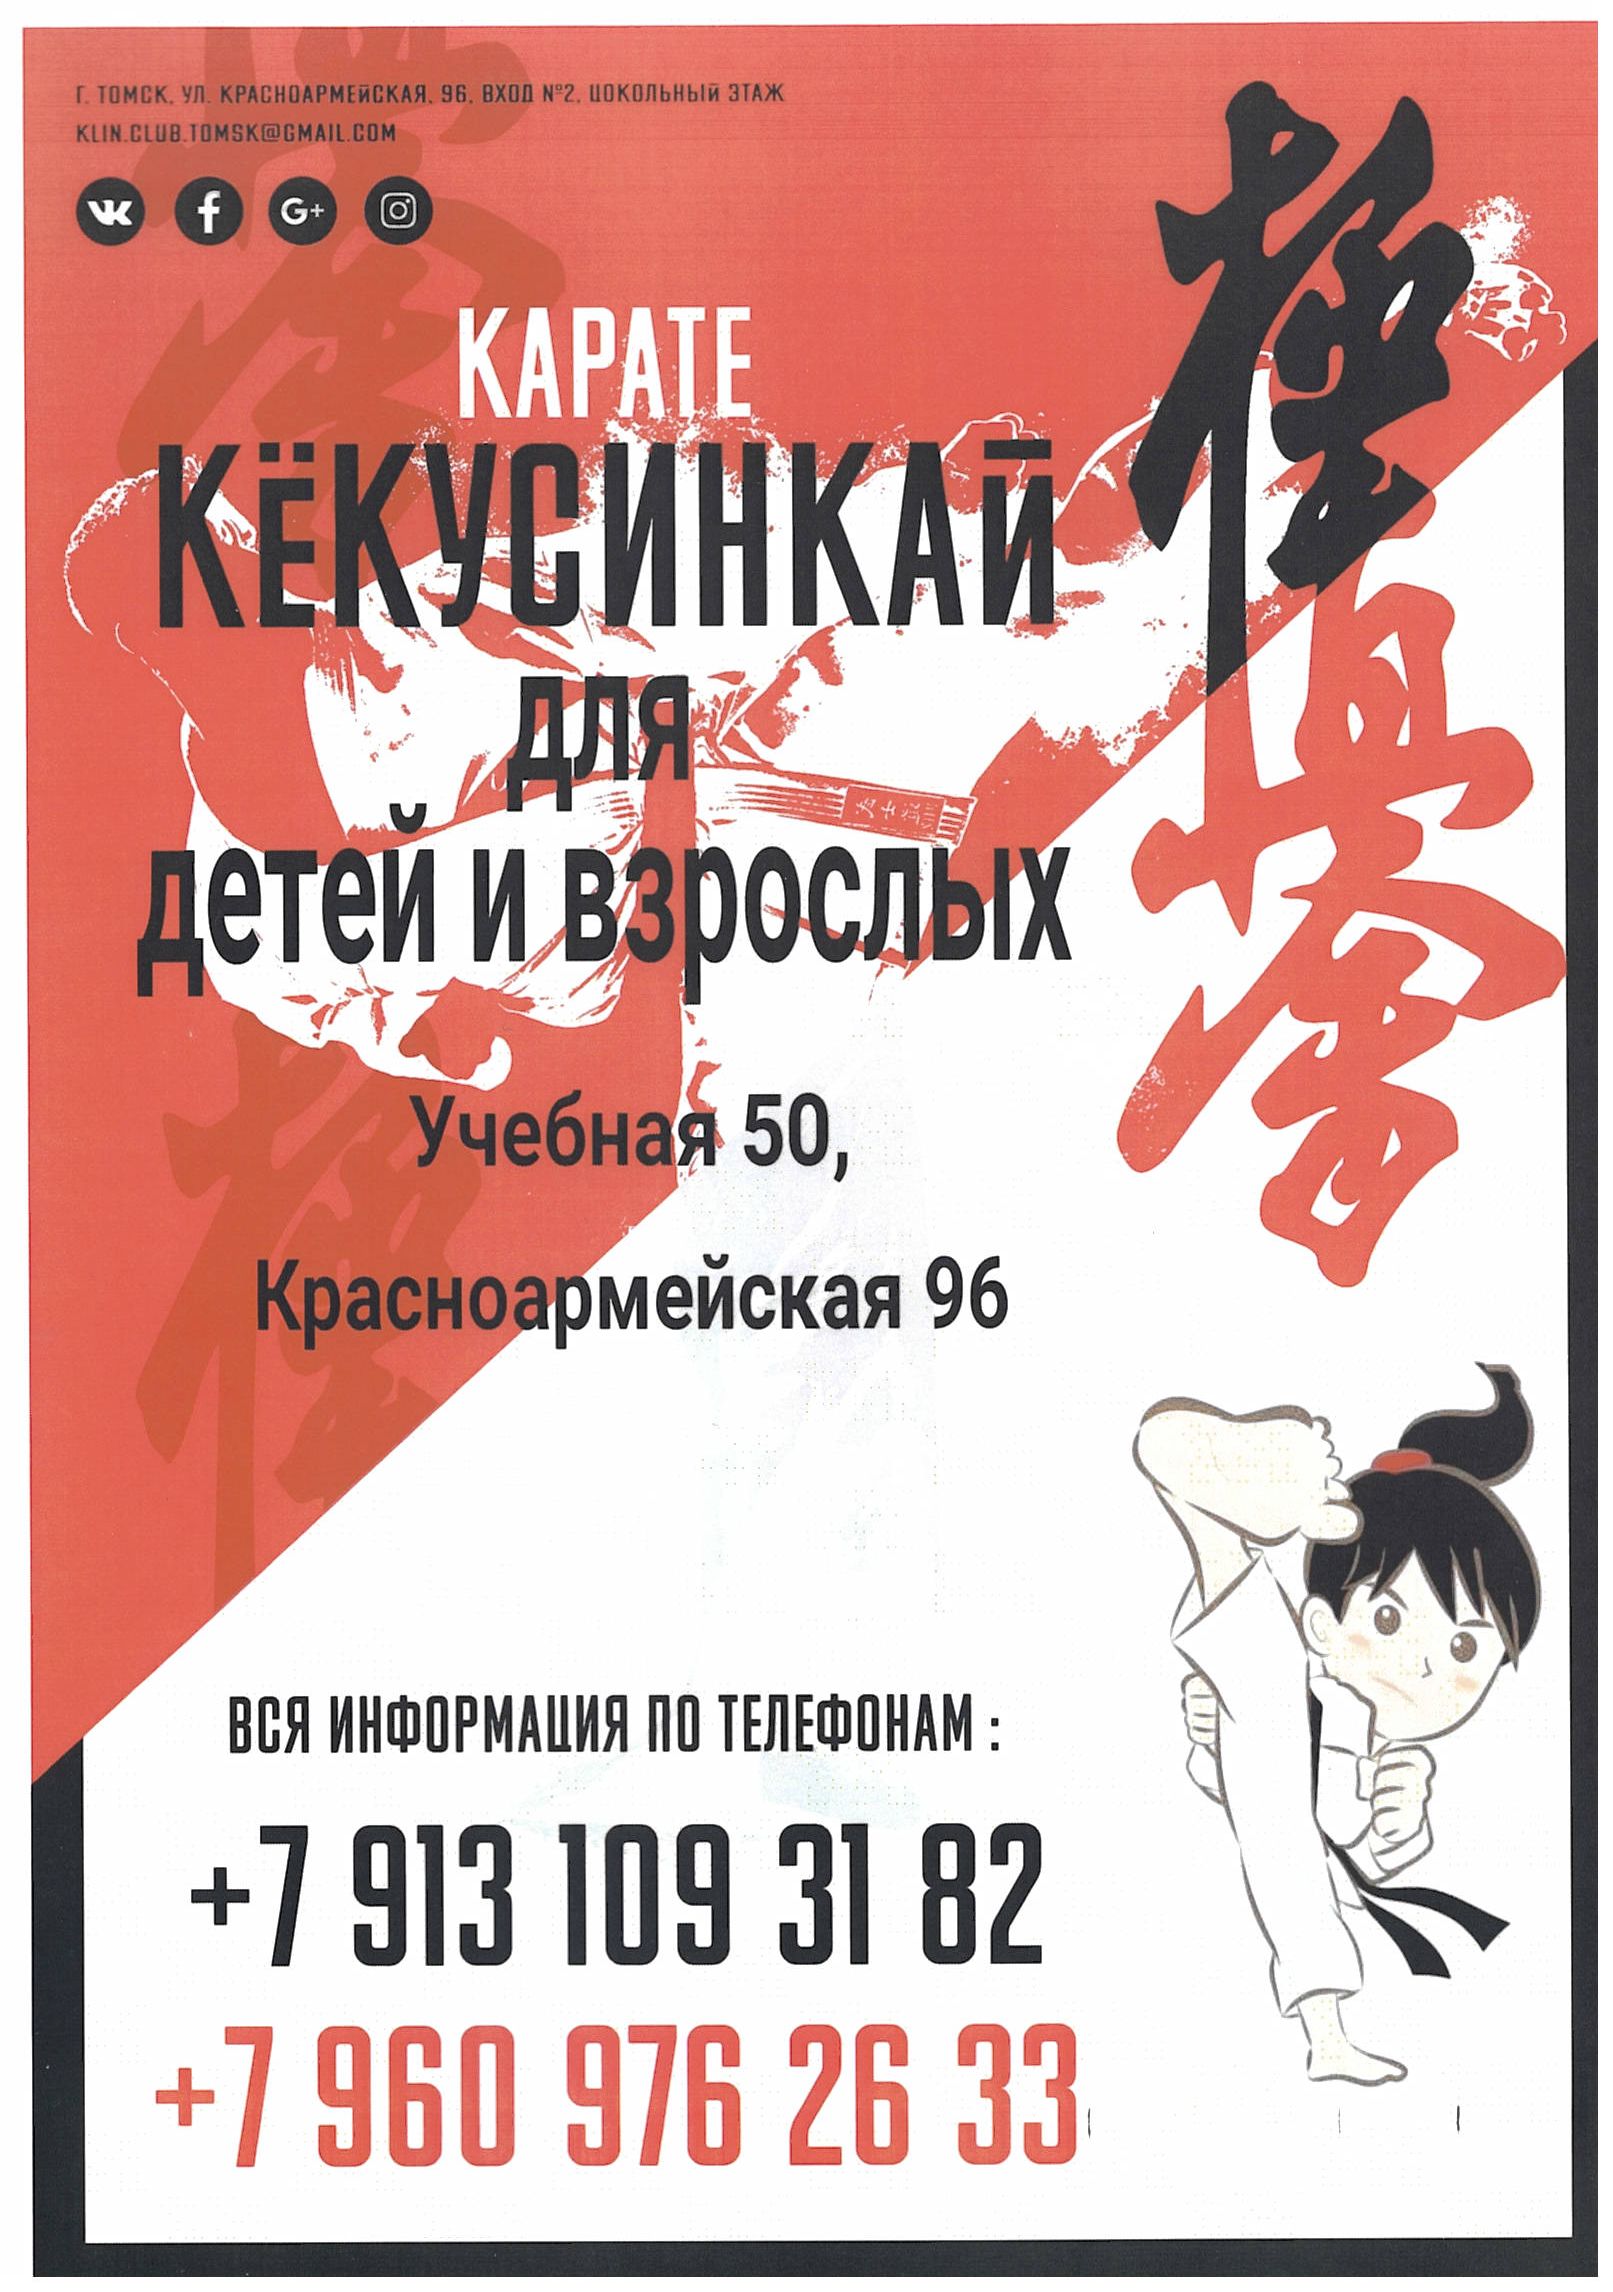 Г. ТОМСК, УЛ. КРАСНОАРМЕЙСКАЯ, 96, ВХОД №2, ЦОКОЛЬНЫЙ ЭТАЖ
KLIN.CLUB.TOMSK@GMAIL.COM
КАРАТЕ
КЁКУСИНКАЙ
для
детей и взрослых
Учебная 50,
Красноармейская 96
ВСЯ ИНФОРМАЦИЯ ПО ТЕЛЕФОНАМ :
+7 913 109 31 82
+7 960 976 26 33